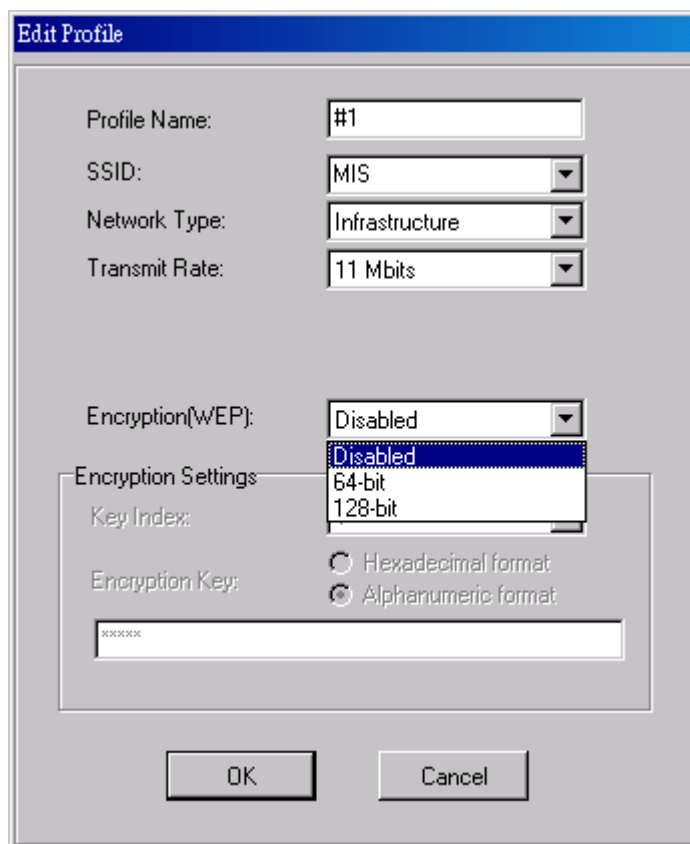 Edit Profile
Profile Name: #1
SSID: MIS
Network Type: Infrastructure
Transmit Rate: 11 Mbits
Encryption(WEP): Disabled
Disabled
64-bit
128-bit
Encryption Settings
Key Index:
Encryption Key:
Hexadecimal format
Alphanumeric format
*****
OK
Cancel